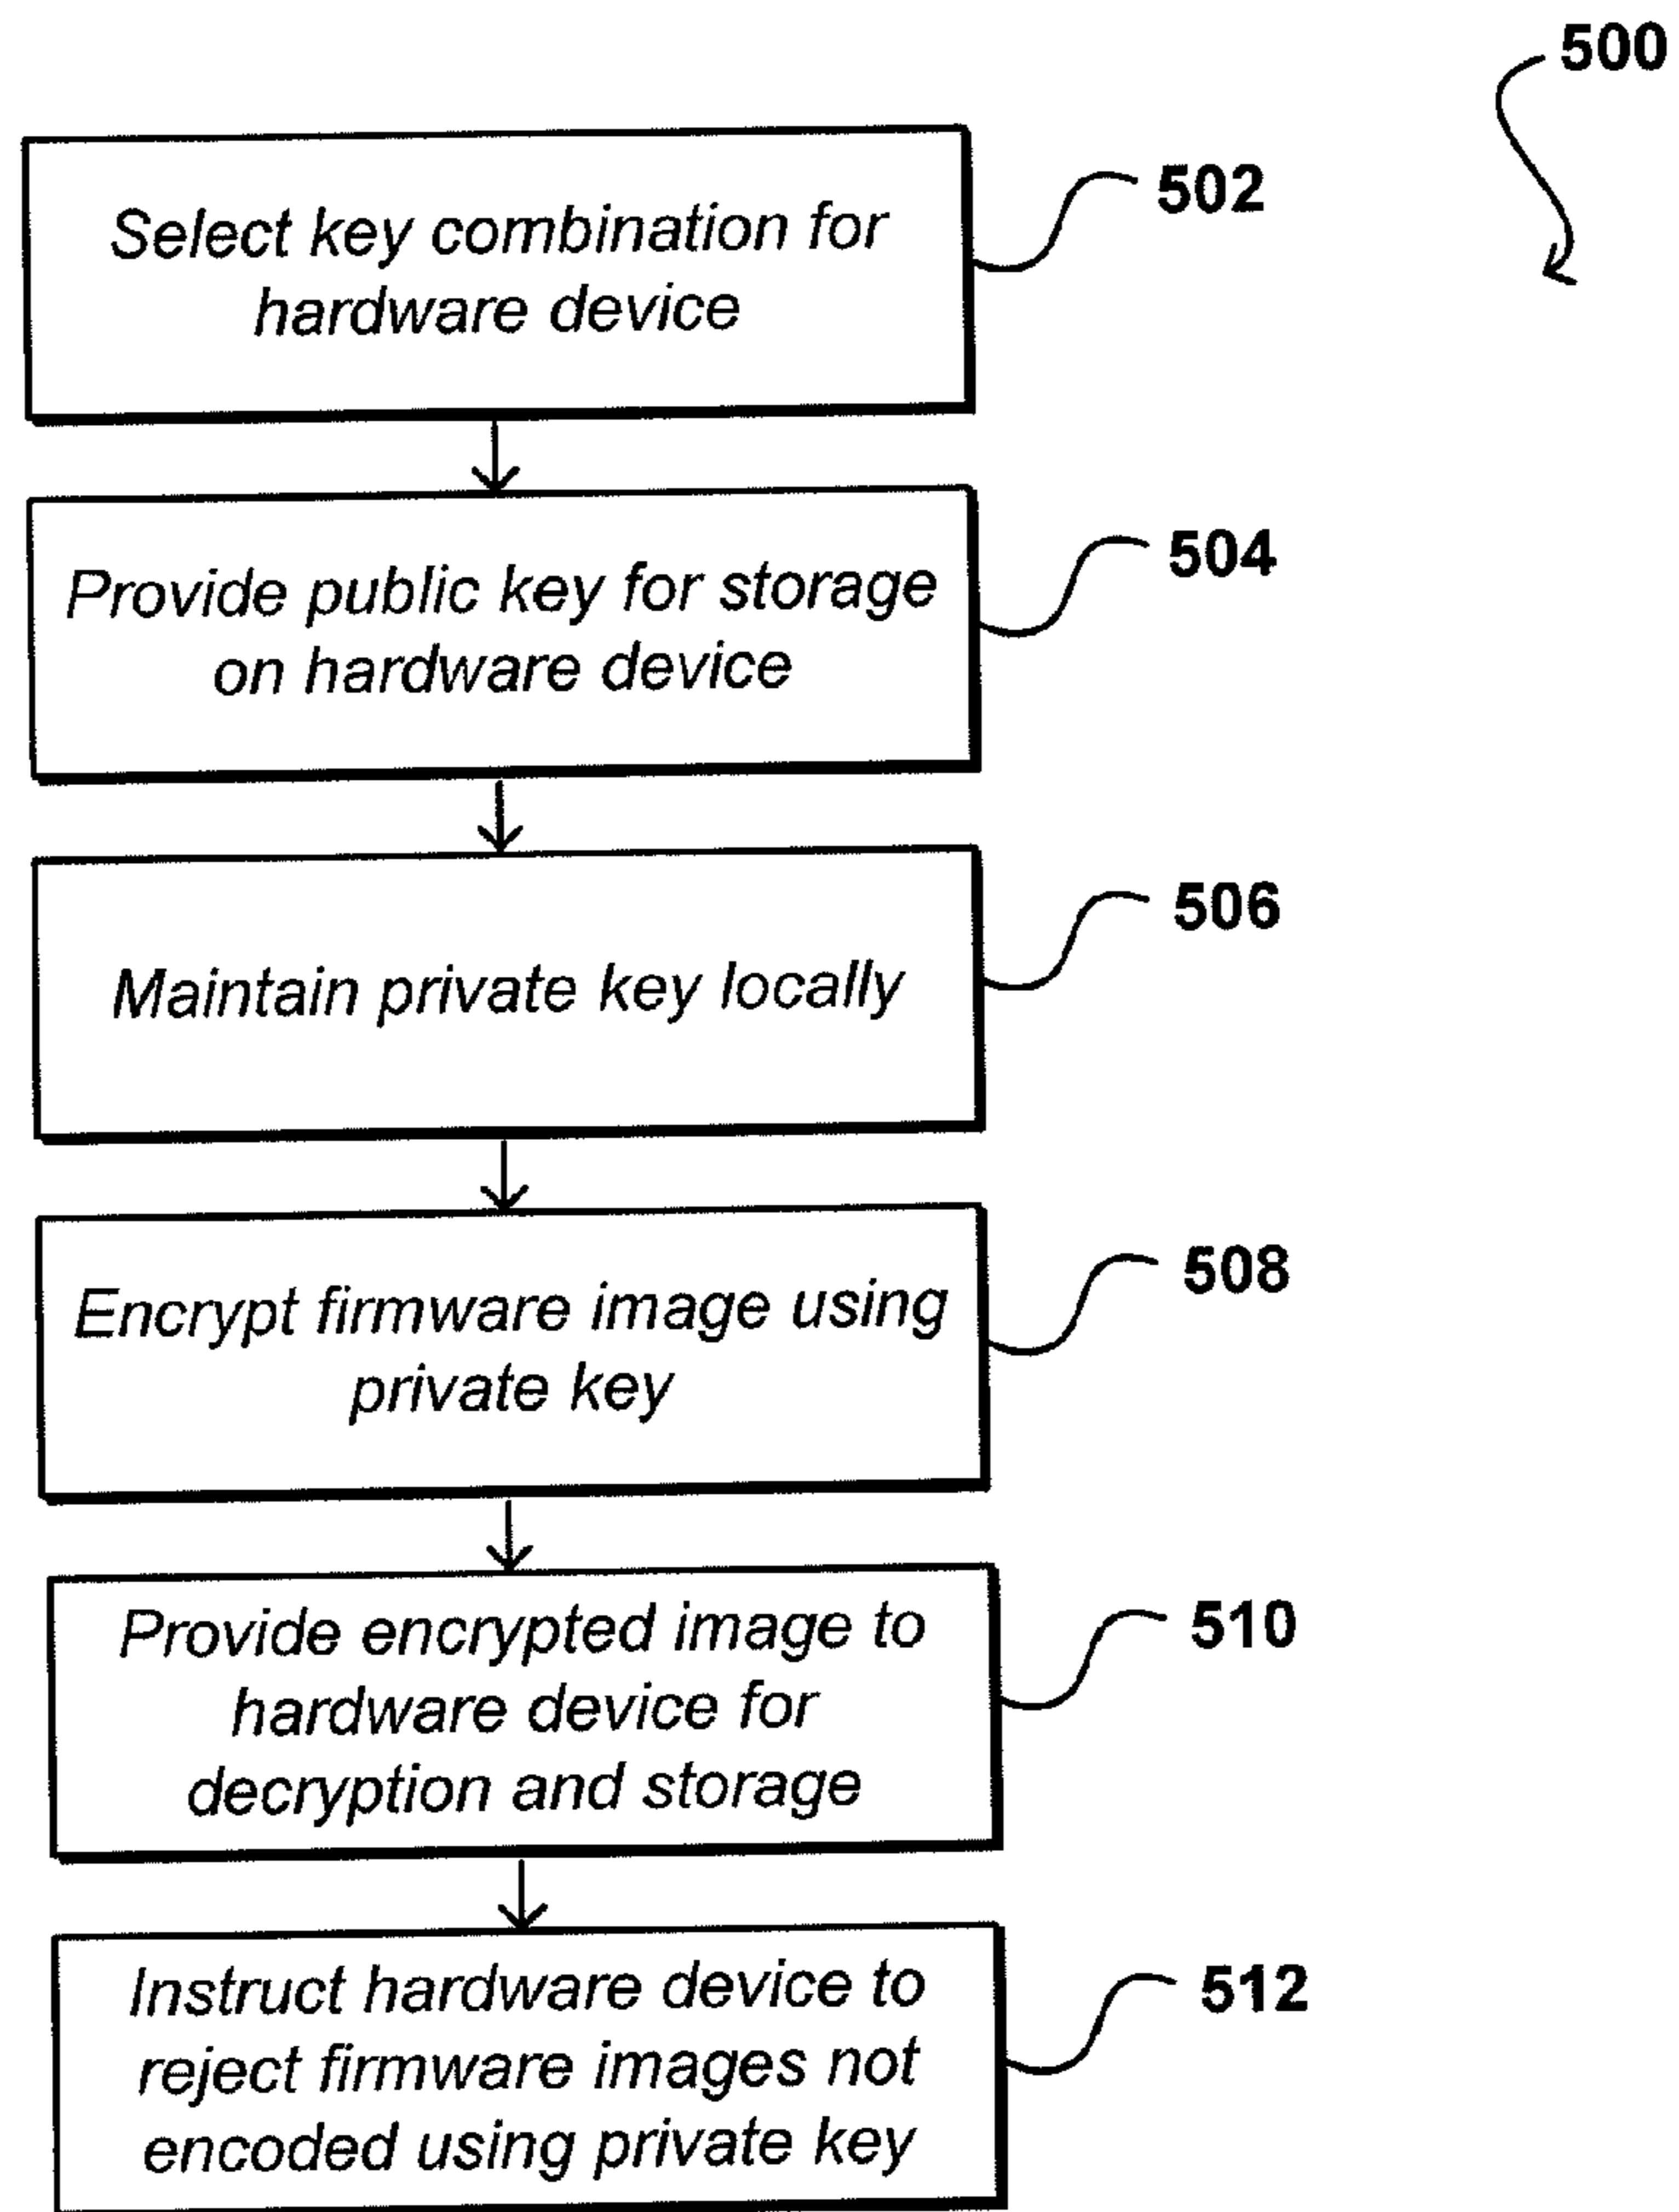 500
Select key combination for
hardware device
502
Provide public key for storage
on hardware device
504
Maintain private key locally
506
Encrypt firmware image using
private key
508
Provide encrypted image to
hardware device for
decryption and storage
510
Instruct hardware device to
reject firmware images not
encoded using private key
512